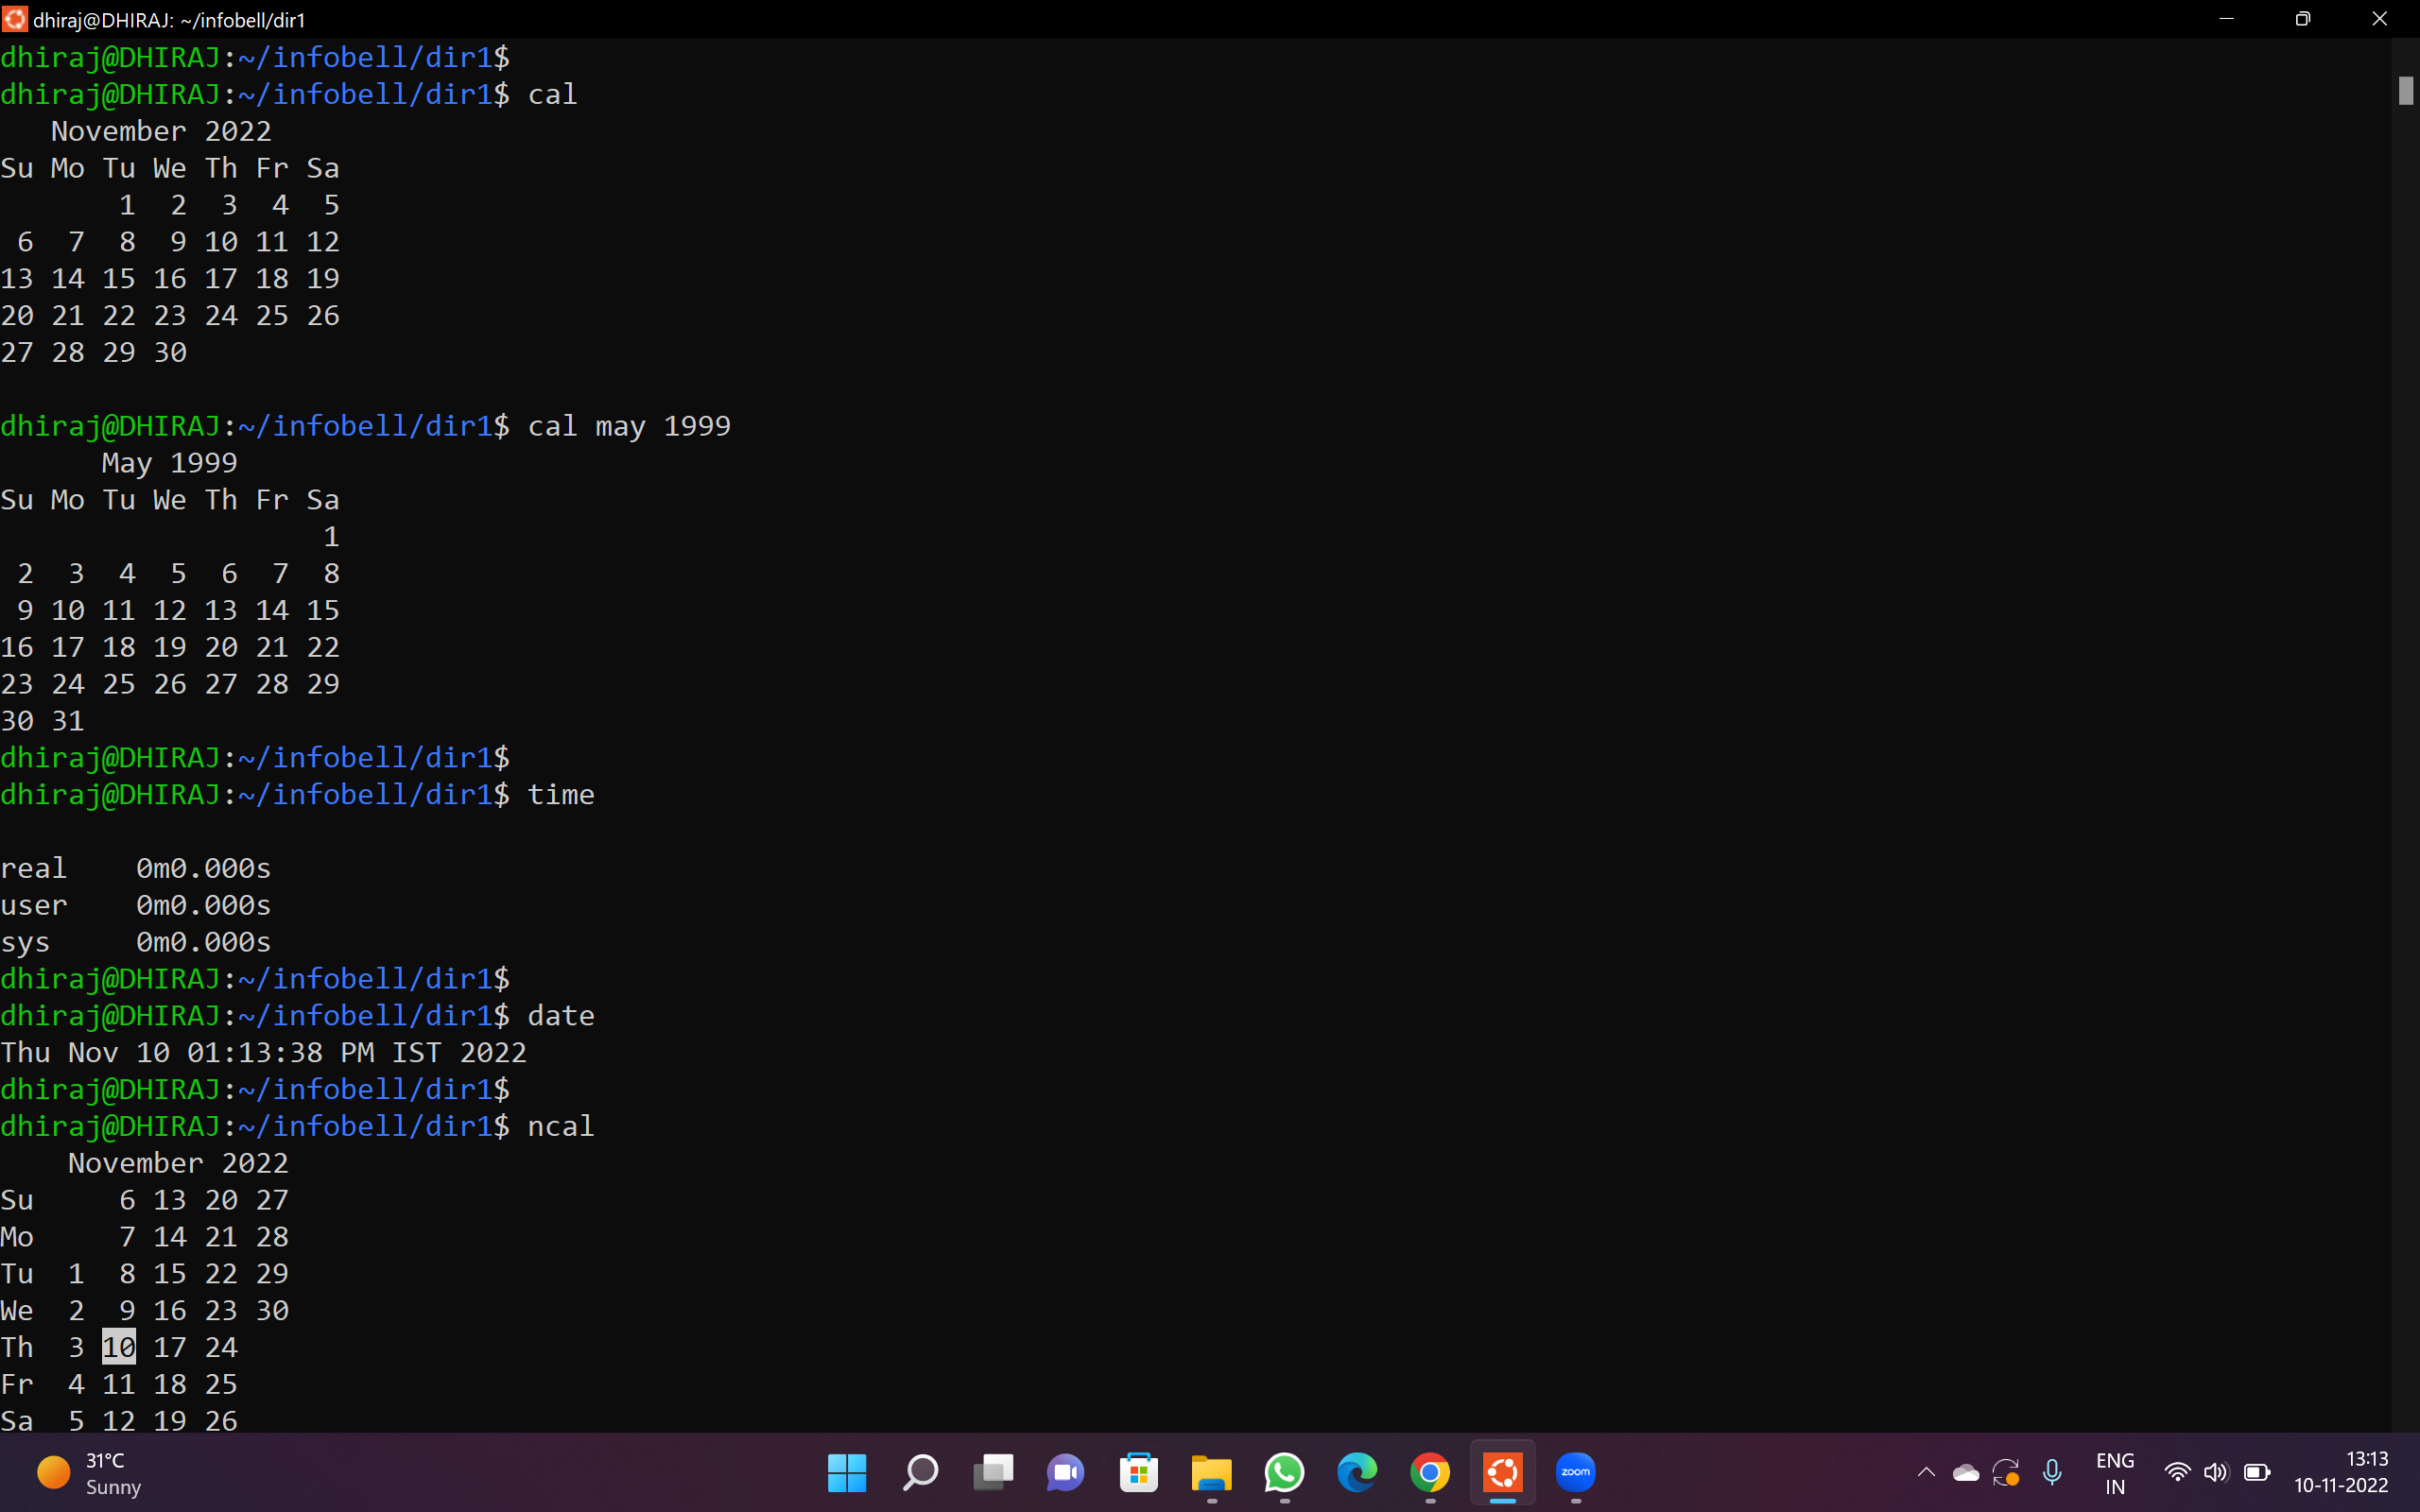 dhiraj@DHIRAJ: ~/infobell/dir1
dhiraj@DHIRAJ:~/infobell/dir1$
dhiraj@DHIRAJ:~/infobell/dir1$ cal
   November 2022
Su Mo Tu We Th Fr Sa
       1  2  3  4  5
 6  7  8  9 10 11 12
13 14 15 16 17 18 19
20 21 22 23 24 25 26
27 28 29 30
dhiraj@DHIRAJ:~/infobell/dir1$ cal may 1999
      May 1999
Su Mo Tu We Th Fr Sa
                   1
 2  3  4  5  6  7  8
 9 10 11 12 13 14 15
16 17 18 19 20 21 22
23 24 25 26 27 28 29
30 31
dhiraj@DHIRAJ:~/infobell/dir1$
dhiraj@DHIRAJ:~/infobell/dir1$ time
real    0m0.000s
user    0m0.000s
sys     0m0.000s
dhiraj@DHIRAJ:~/infobell/dir1$
dhiraj@DHIRAJ:~/infobell/dir1$ date
Thu Nov 10 01:13:38 PM IST 2022
dhiraj@DHIRAJ:~/infobell/dir1$
dhiraj@DHIRAJ:~/infobell/dir1$ ncal
    November 2022
Su     6 13 20 27
Mo     7 14 21 28
Tu  1  8 15 22 29
We  2  9 16 23 30
Th  3 10 17 24
Fr  4 11 18 25
Sa  5 12 19 26
31°C
Sunny
zoom
ENG
IN
13:13
10-11-2022